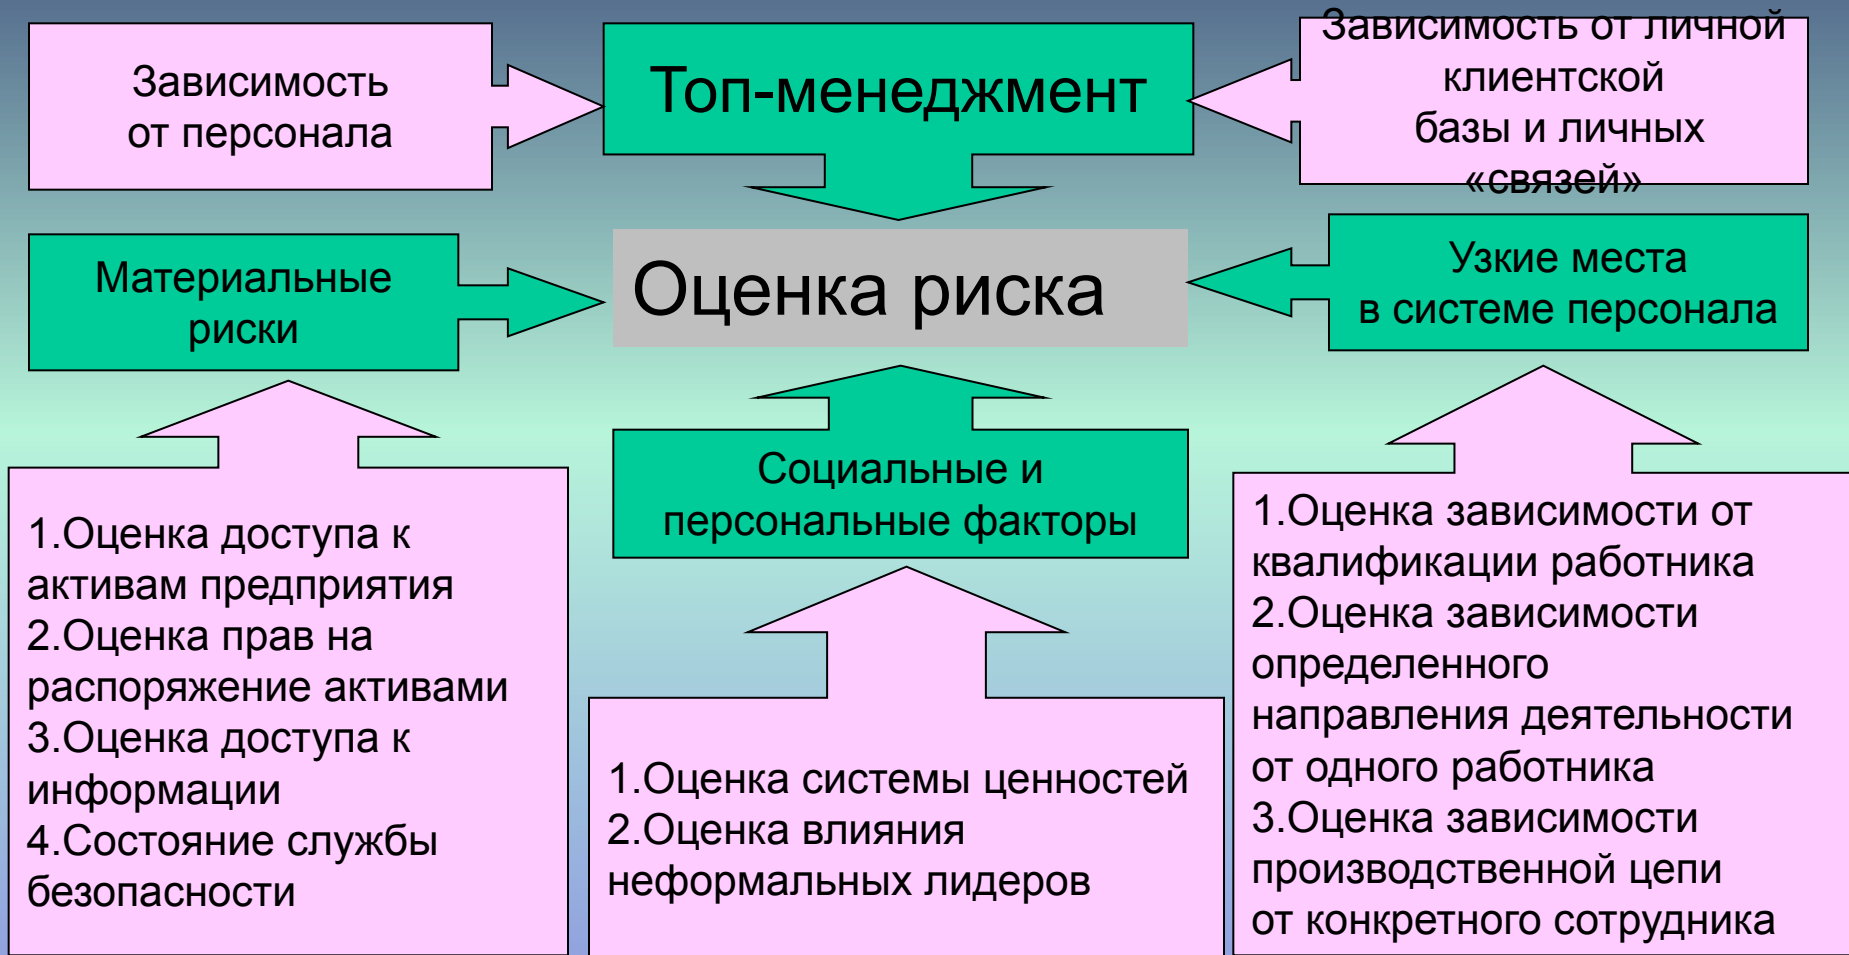 Зависимость
от персонала
Топ-менеджмент
Зависимость от личной
клиентской
базы и личных
«связей»
Материальные
риски
Оценка риска
Узкие места
в системе персонала
Социальные и
персональные факторы
1.Оценка доступа к
активам предприятия
2.Оценка прав на
распоряжение активами
3.Оценка доступа к
информации
4.Состояние службы
безопасности
1.Оценка системы ценностей
2.Оценка влияния
неформальных лидеров
1.Оценка зависимости от
квалификации работника
2.Оценка зависимости
определенного
направления деятельности
от одного работника
3.Оценка зависимости
производственной цепи
от конкретного сотрудника